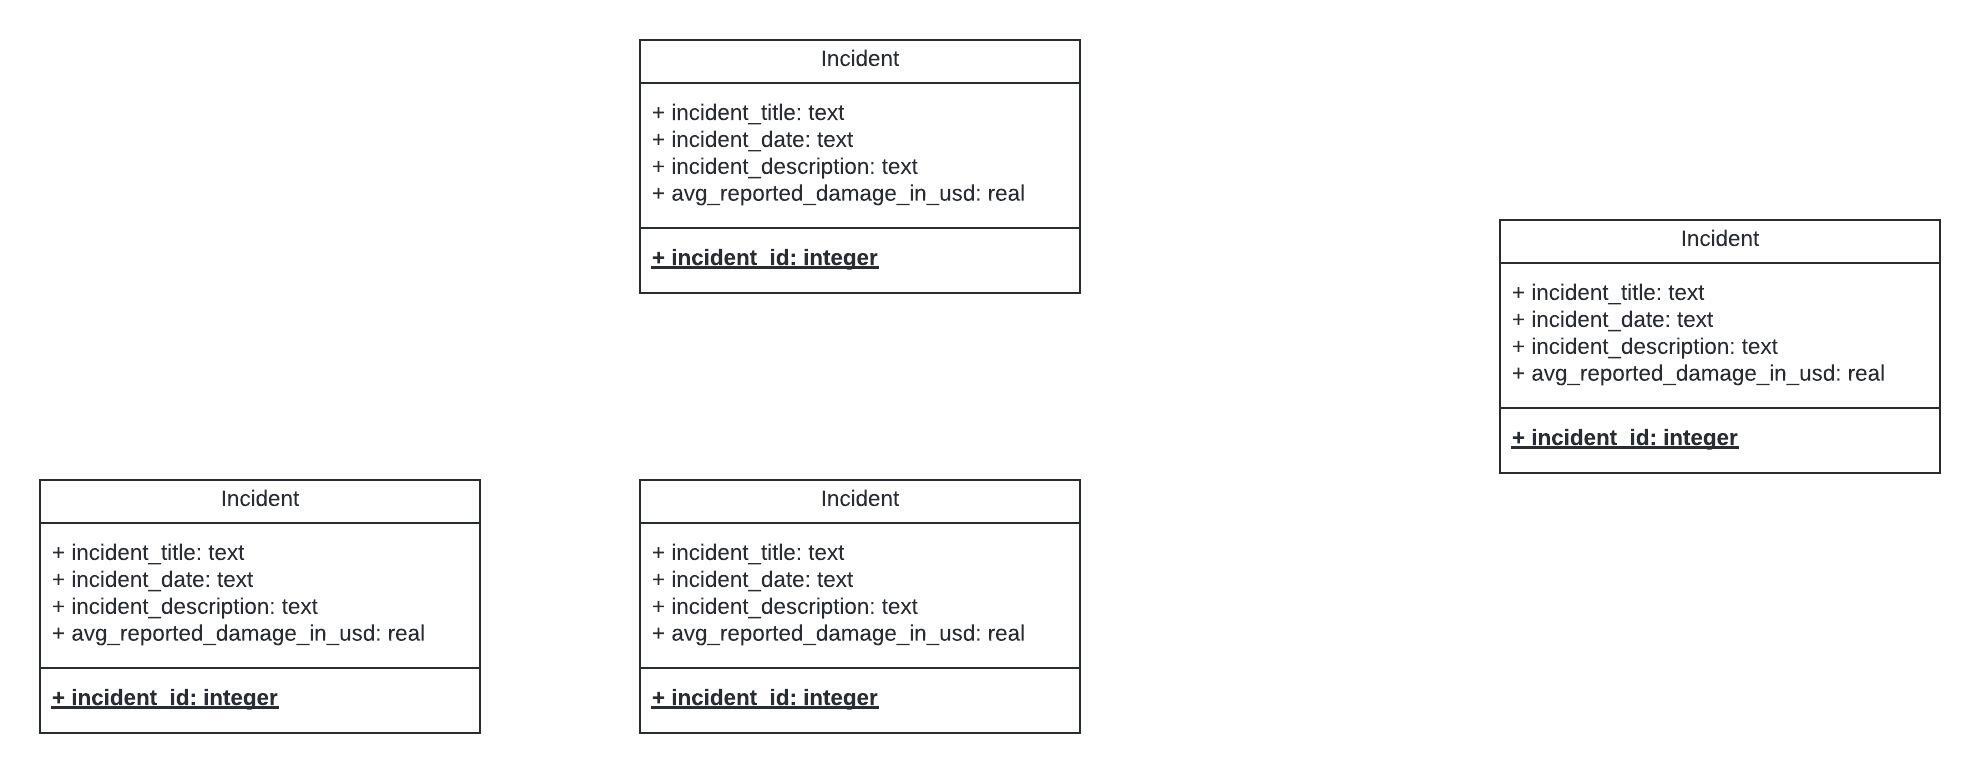 Incident
+ incident_title: text
+ incident_date: text
+ incident_description: text
+ avg_reported_damage_in_usd: real
+ incident_id: integer
Incident
+ incident_title: text
+ incident_date: text
+ incident_description: text
+ avg_reported_damage_in_usd: real
+ incident_id: integer
Incident
+ incident_title: text
+ incident_date: text
+ incident_description: text
+ avg_reported_damage_in_usd: real
+ incident_id: integer
Incident
+ incident_title: text
+ incident_date: text
+ incident_description: text
+ avg_reported_damage_in_usd: real
+ incident_id: integer